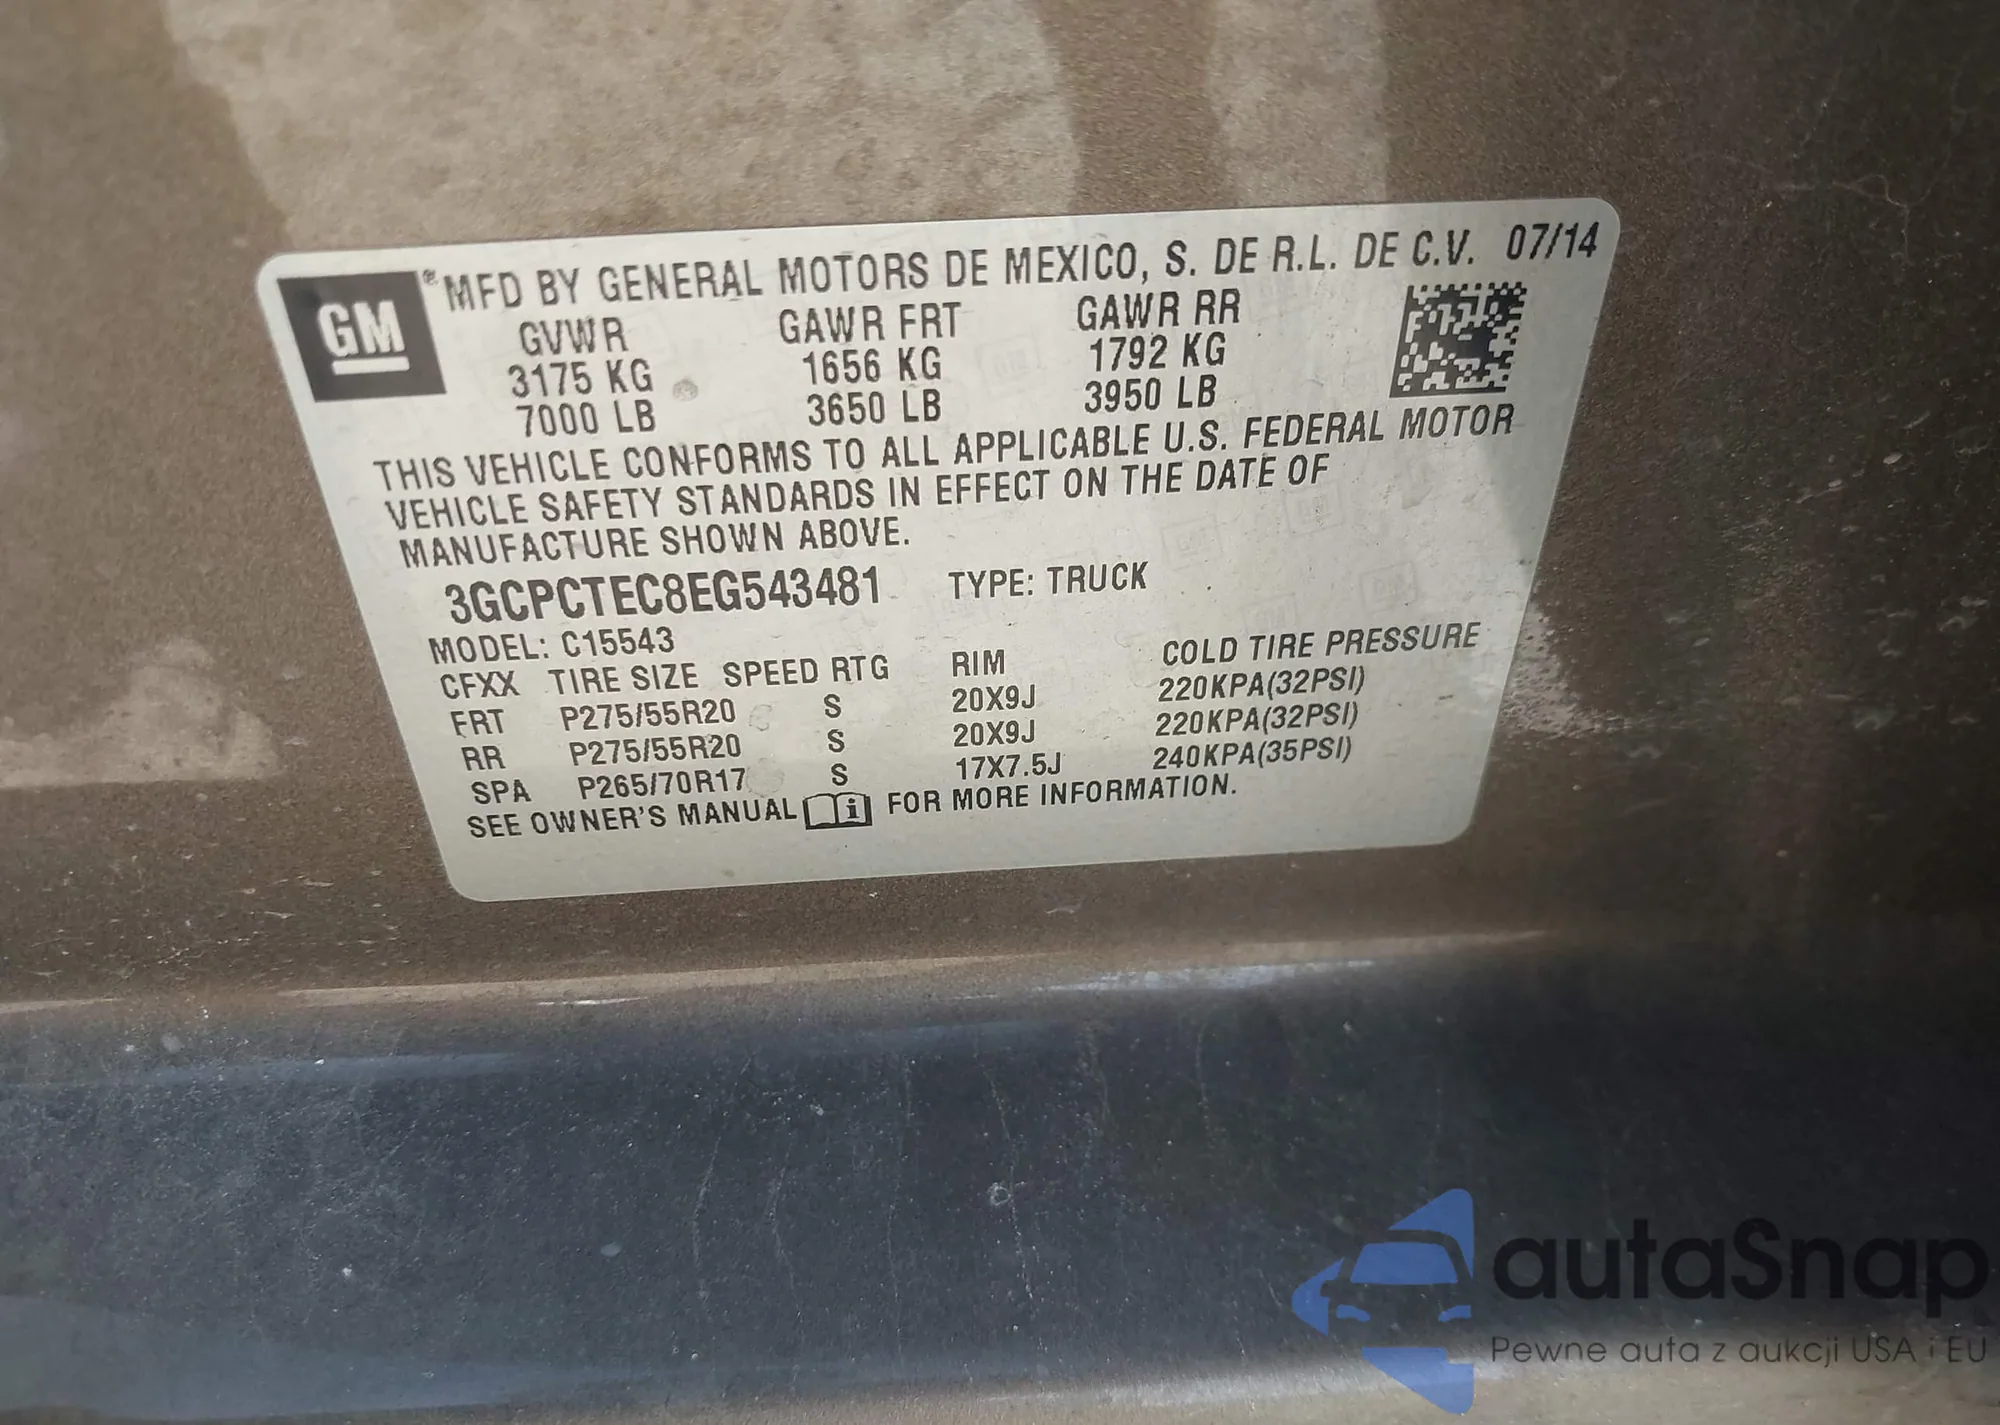 GM ® MFD BY GENERAL MOTORS DE MEXICO, S. DE R.L. DE C.V. 07/14
GVWR GAWR FRT GAWR RR
3175 KG 1656 KG 1792 KG
7000 LB 3650 LB 3950 LB
THIS VEHICLE CONFORMS TO ALL APPLICABLE U.S. FEDERAL MOTOR
VEHICLE SAFETY STANDARDS IN EFFECT ON THE DATE OF
MANUFACTURE SHOWN ABOVE.
3GCPCTEC8EG543481 TYPE: TRUCK
MODEL: C15543
CFXX TIRE SIZE SPEED RTG RIM COLD TIRE PRESSURE
FRT P275/55R20 S 20X9J 220KPA(32PSI)
RR P275/55R20 S 20X9J 220KPA(32PSI)
SPA P265/70R17 S 17X7.5J 240KPA(35PSI)
SEE OWNER'S MANUAL i FOR MORE INFORMATION.
autaSnap
Pewne auta z aukcji USA i EU